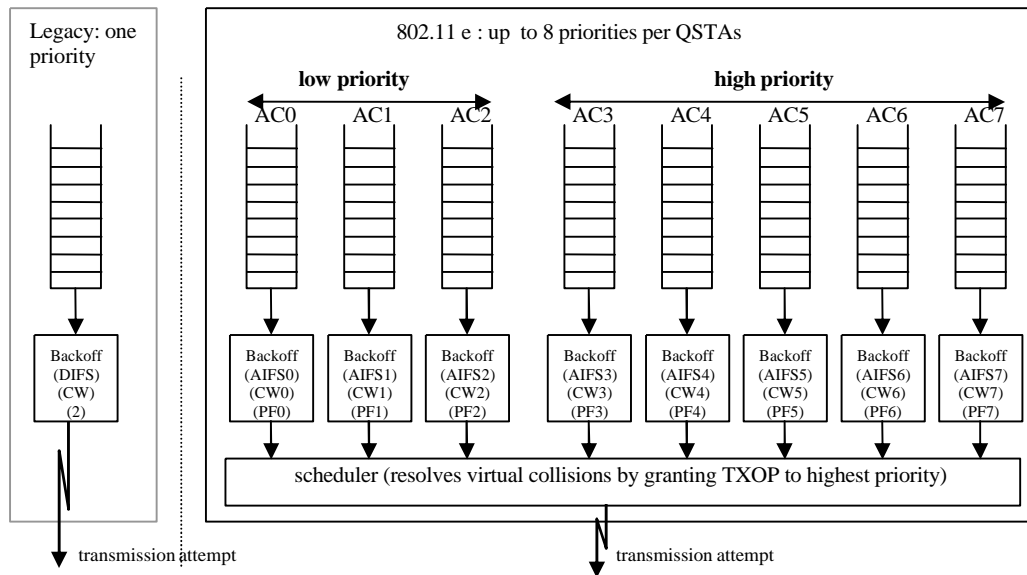 Legacy: one
priority
802.11 e : up to 8 priorities per QSTAs
low priority
high priority
AC0 AC1 AC2 AC3 AC4 AC5 AC6 AC7
Backoff
(DIFS)
(CW)
(2)
Backoff
(AIFS0)
(CW0)
(PF0)
Backoff
(AIFS1)
(CW1)
(PF1)
Backoff
(AIFS2)
(CW2)
(PF2)
Backoff
(AIFS3)
(CW3)
(PF3)
Backoff
(AIFS4)
(CW4)
(PF4)
Backoff
(AIFS5)
(CW5)
(PF5)
Backoff
(AIFS6)
(CW6)
(PF6)
Backoff
(AIFS7)
(CW7)
(PF7)
scheduler (resolves virtual collisions by granting TXOP to highest priority)
transmission attempt
transmission attempt